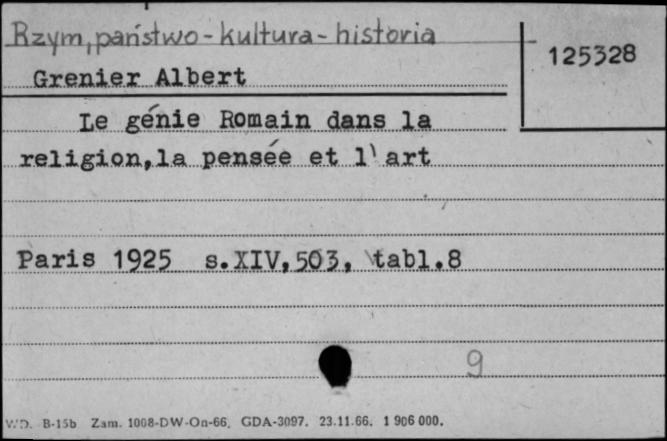 Rzym, państwo - kultura - historia
125328
Grenier Albert
Le génie Romain dans la
religion, la pensée et l'art
Paris 1925 s.XIV,503, tabl.8
9
W.D. B-15b Zam. 1008-DW-On-66. GDA-3097. 23.11.66. 1 906 000.